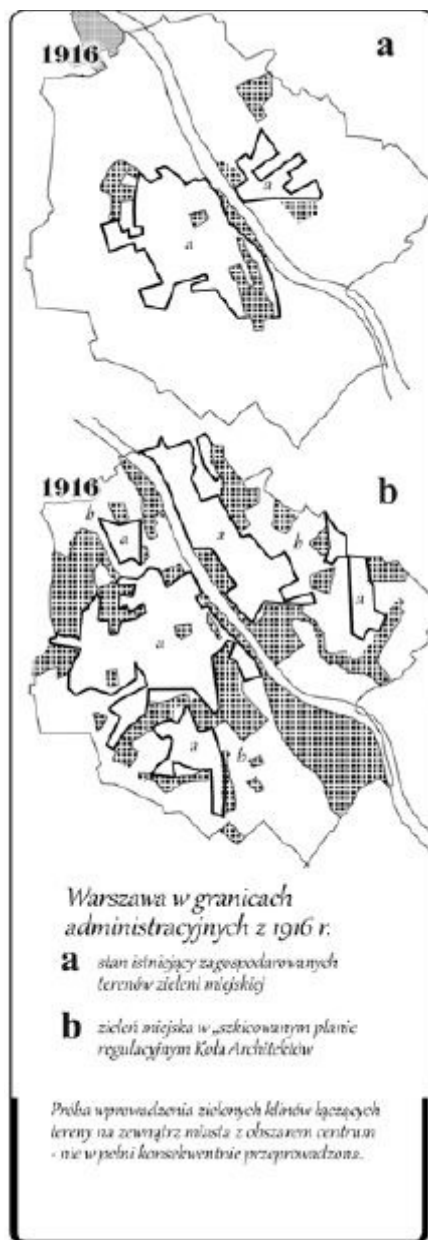 1916
a
a
a
1916
b
b
a
a
b
a
a
a
b
Warszawa w granicach
administracyjnych z 1916 r.
a stan istniejący zagospodarowanych
terenów zieleni miejskiej
b zieleń miejska w „szkicowanym planie
regulacyjnym Koła Architektów
Próba wprowadzenia zielonych klinów łączących
tereny na zewnątrz miasta z obszarem centrum
- nie w pełni konsekwentnie przeprowadzona.